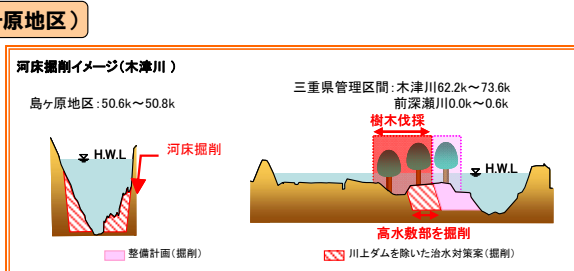 原地区)
河床掘削イメージ(木津川 )
島ヶ原地区:50.6k~50.8k
三重県管理区間:木津川62.2k~73.6k
前深瀬川0.0k~0.6k
樹木伐採
H.W.L
河床掘削
H.W.L
高水敷部を掘削
整備計画(掘削)
川上ダムを除いた治水対策案(掘削)